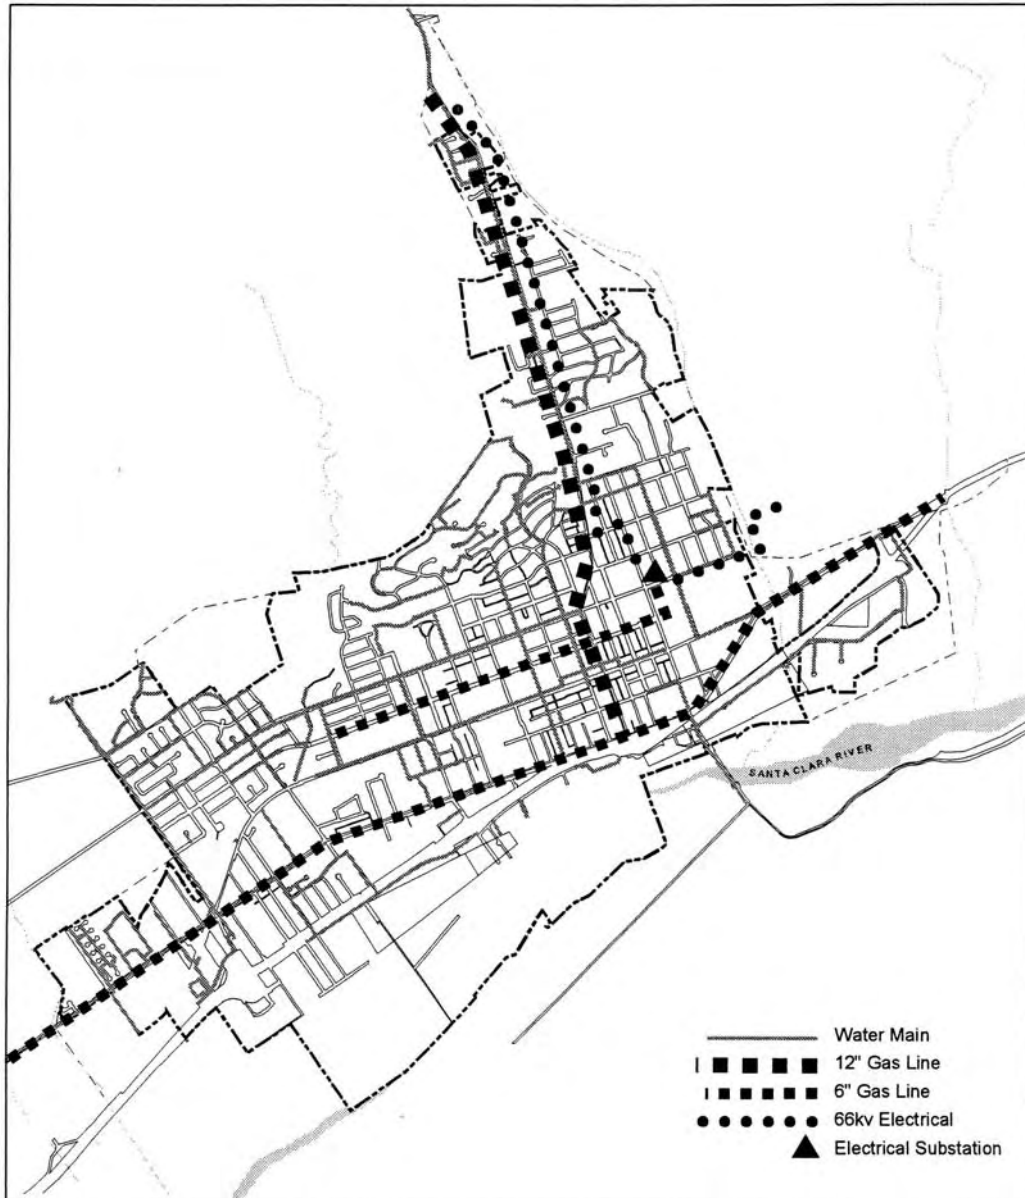 SANTA CLARA RIVER
Water Main
12" Gas Line
6" Gas Line
66kv Electrical
Electrical Substation